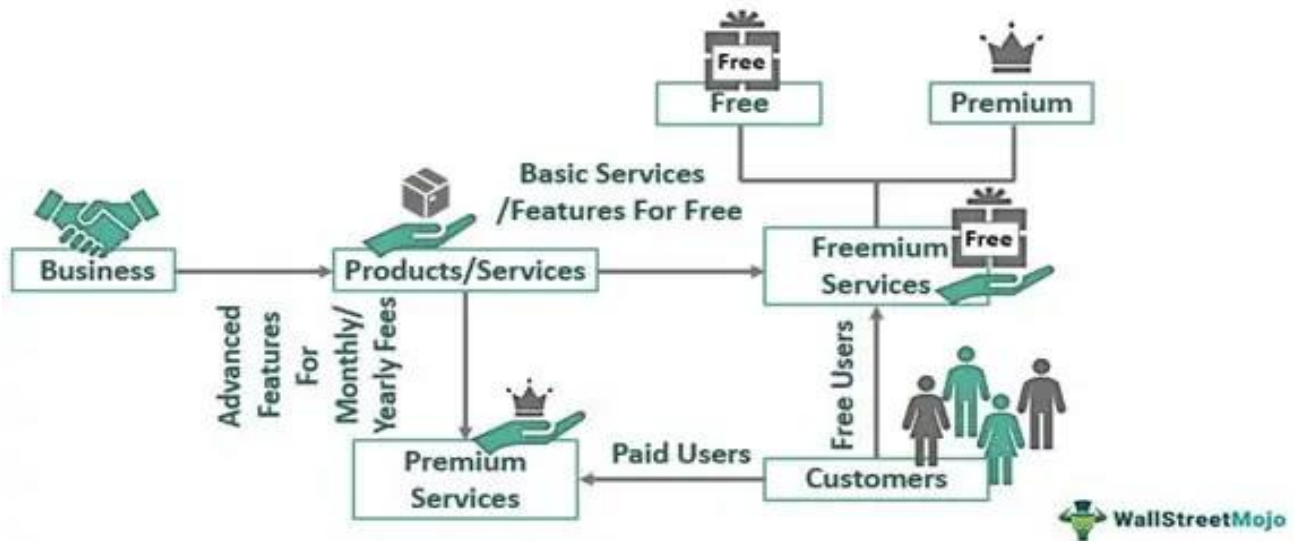 Free
Free
Premium
Basic Services
/Features For Free
Free
Business
Products/Services
Freemium
Services
Advanced
Features
For
Monthly/
Yearly Fees
Free Users
Premium
Services
Paid Users
Customers
WallStreetMojo